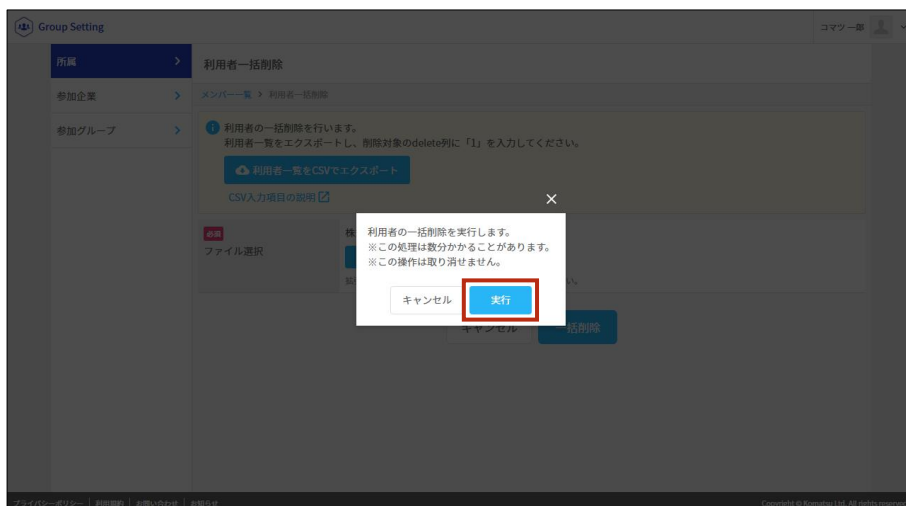 Group Setting
コマツ 一郎
所属
参加企業
参加グループ
利用者一括削除
メンバー一覧 > 利用者一括削除
利用者の一括削除を行います。
利用者一覧をエクスポートし、削除対象のdelete列に「1」を入力してください。
利用者一覧をCSVでエクスポート
CSV入力項目の説明
必須
ファイル選択
株
利用者の一括削除を実行します。
※この処理は数分かかることがあります。
※この操作は取り消せません。
キャンセル 実行
い。
キャンセル 一括削除
プライバシーポリシー | 利用規約 | お問い合わせ | お知らせ
Copyright © Komatsu Ltd. All rights reserved